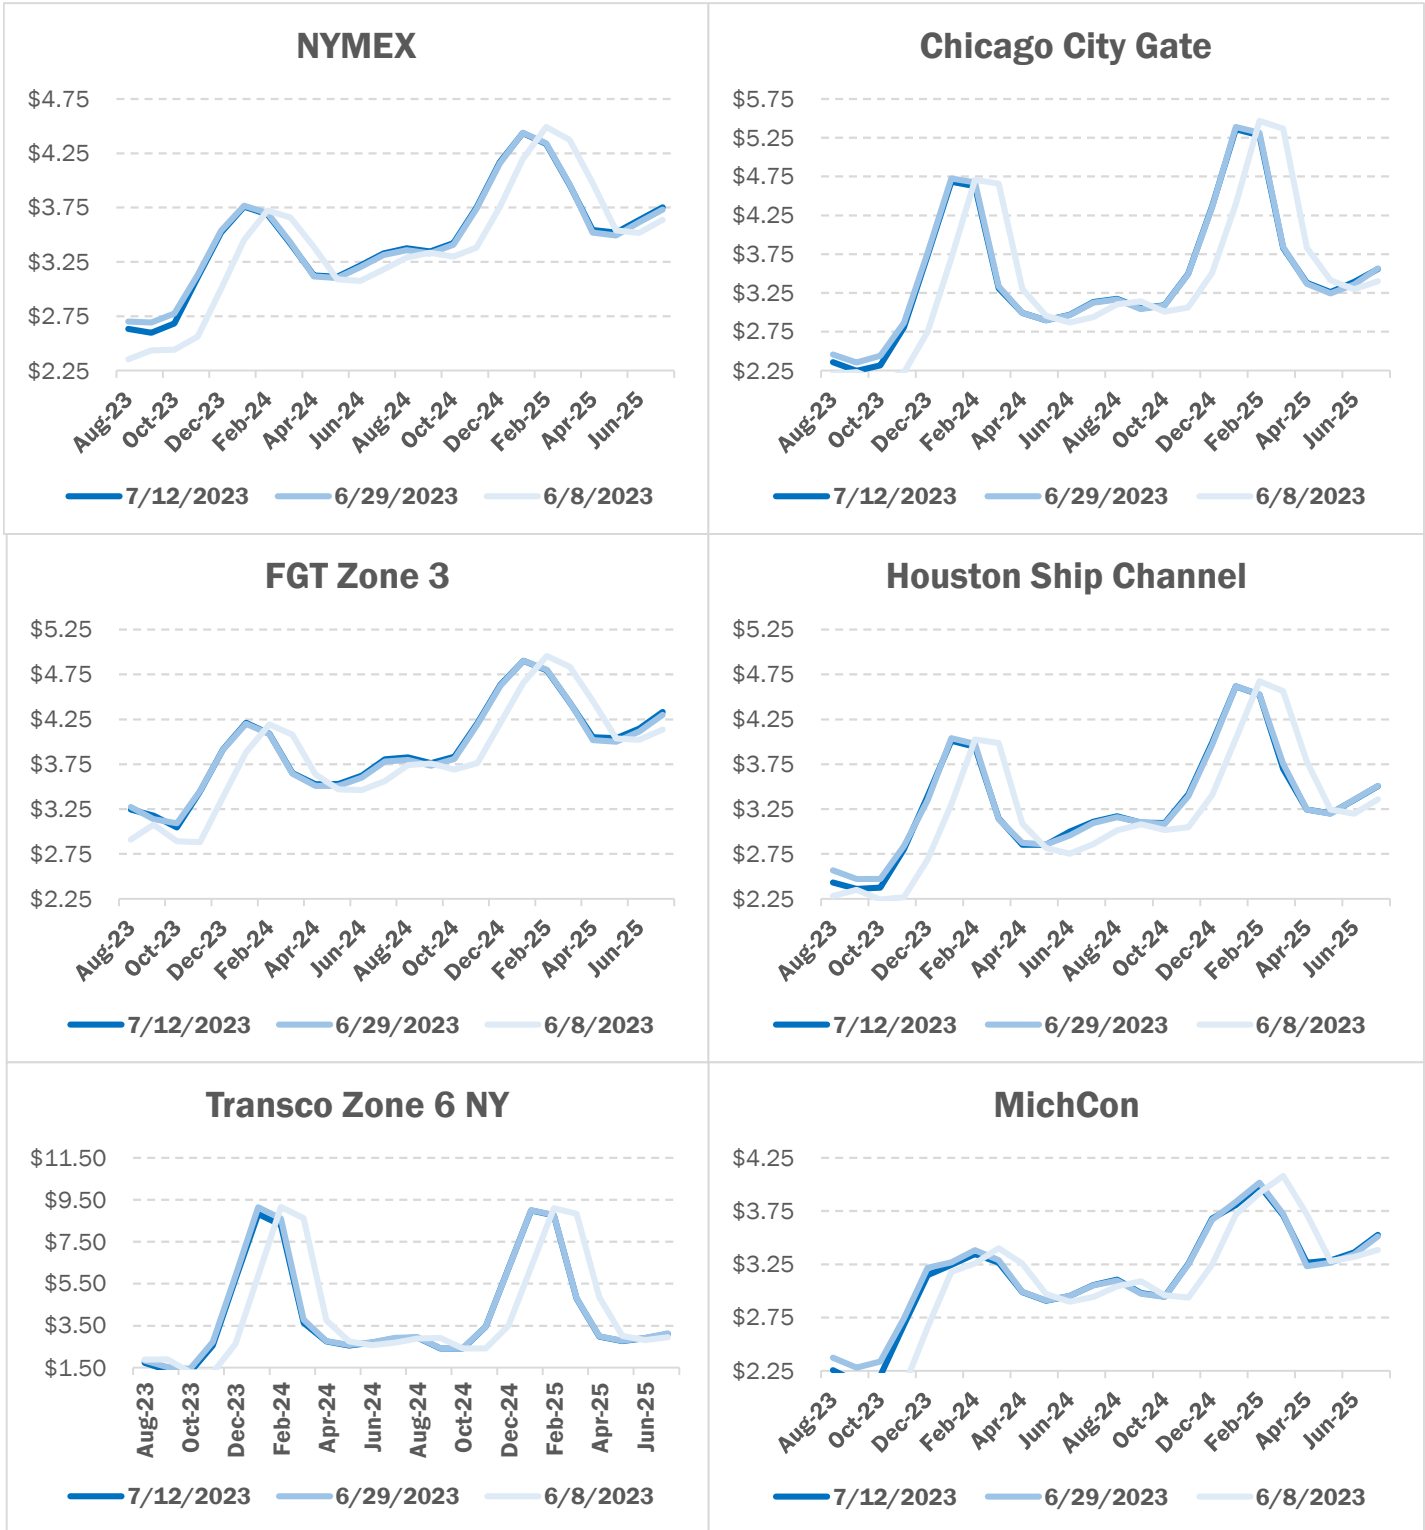 NYMEX
$4.75
$4.25
$3.75
$3.25
$2.75
$2.25
Aug-23 Oct-23 Dec-23 Feb-24 Apr-24 Jun-24 Aug-24 Oct-24 Dec-24 Feb-25 Apr-25 Jun-25
7/12/2023 6/29/2023 6/8/2023
Chicago City Gate
$5.75
$5.25
$4.75
$4.25
$3.75
$3.25
$2.75
$2.25
Aug-23 Oct-23 Dec-23 Feb-24 Apr-24 Jun-24 Aug-24 Oct-24 Dec-24 Feb-25 Apr-25 Jun-25
7/12/2023 6/29/2023 6/8/2023
FGT Zone 3
$5.25
$4.75
$4.25
$3.75
$3.25
$2.75
$2.25
Aug-23 Oct-23 Dec-23 Feb-24 Apr-24 Jun-24 Aug-24 Oct-24 Dec-24 Feb-25 Apr-25 Jun-25
7/12/2023 6/29/2023 6/8/2023
Houston Ship Channel
$5.25
$4.75
$4.25
$3.75
$3.25
$2.75
$2.25
Aug-23 Oct-23 Dec-23 Feb-24 Apr-24 Jun-24 Aug-24 Oct-24 Dec-24 Feb-25 Apr-25 Jun-25
7/12/2023 6/29/2023 6/8/2023
Transco Zone 6 NY
$11.50
$9.50
$7.50
$5.50
$3.50
$1.50
Aug-23 Oct-23 Dec-23 Feb-24 Apr-24 Jun-24 Aug-24 Oct-24 Dec-24 Feb-25 Apr-25 Jun-25
7/12/2023 6/29/2023 6/8/2023
MichCon
$4.25
$3.75
$3.25
$2.75
$2.25
Aug-23 Oct-23 Dec-23 Feb-24 Apr-24 Jun-24 Aug-24 Oct-24 Dec-24 Feb-25 Apr-25 Jun-25
7/12/2023 6/29/2023 6/8/2023